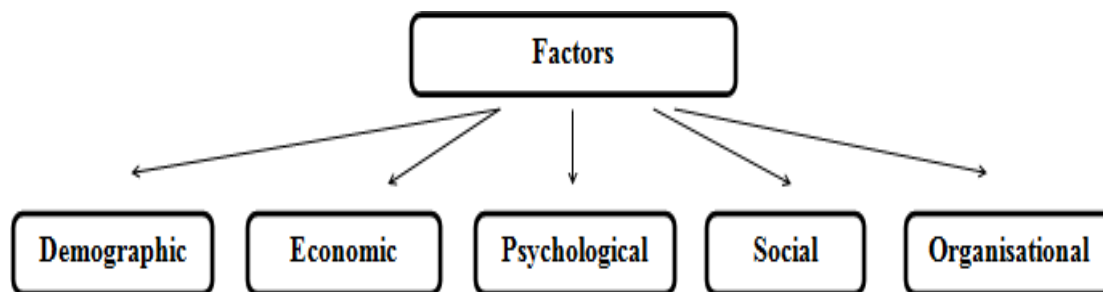 Factors
Demographic
Economic
Psychological
Social
Organisational